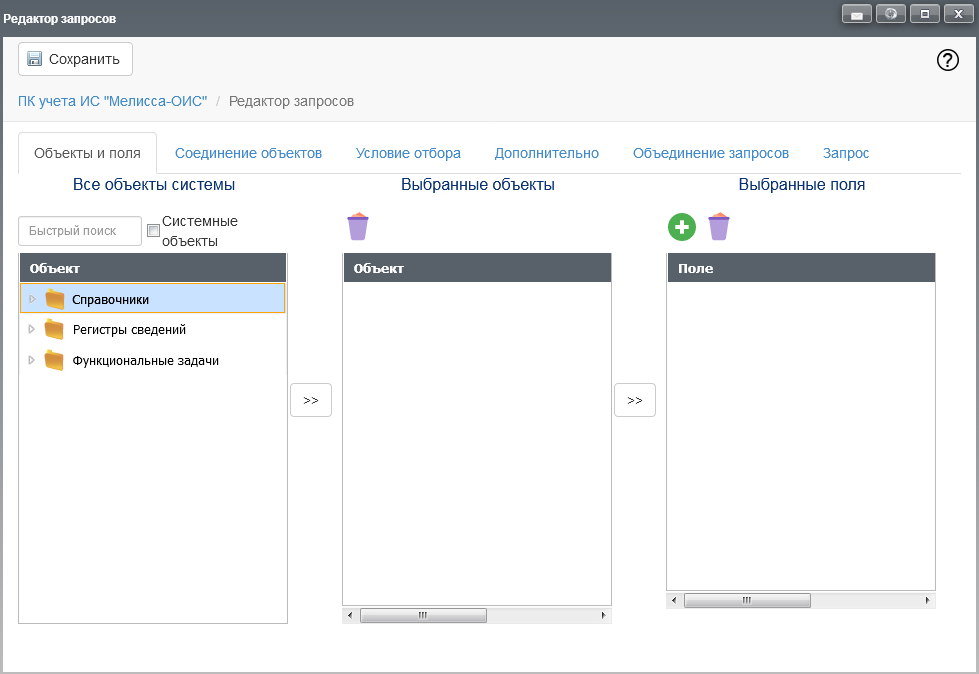 Редактор запросов
X
Сохранить
?
ПК учета ИС "Мелисса-ОИС" / Редактор запросов
Объекты и поля Соединение объектов Условие отбора Дополнительно Объединение запросов Запрос
Все объекты системы Выбранные объекты Выбранные поля
Быстрый поиск
Системные
объекты
Объект Объект Поле
Справочники
Регистры сведений
Функциональные задачи
>> >>